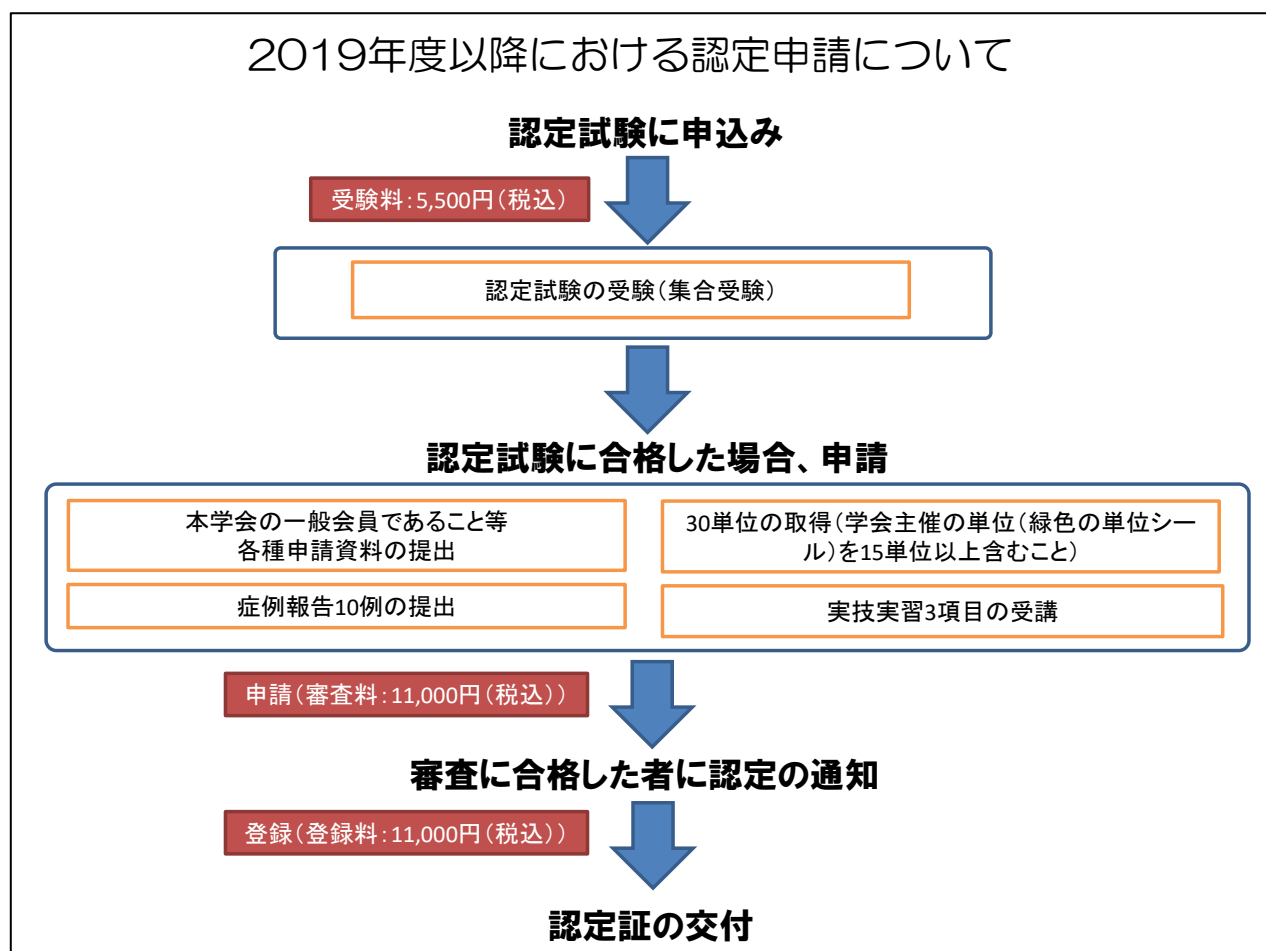 2019年度以降における認定申請について
認定試験に申込み
受験料:5,500円(税込)
認定試験の受験(集合受験)
認定試験に合格した場合、申請
本学会の一般会員であること等
各種申請資料の提出
30単位の取得(学会主催の単位(緑色の単位シー
ル)を15単位以上含むこと)
症例報告10例の提出
実技実習3項目の受講
申請(審査料:11,000円(税込))
審査に合格した者に認定の通知
登録(登録料:11,000円(税込))
認定証の交付